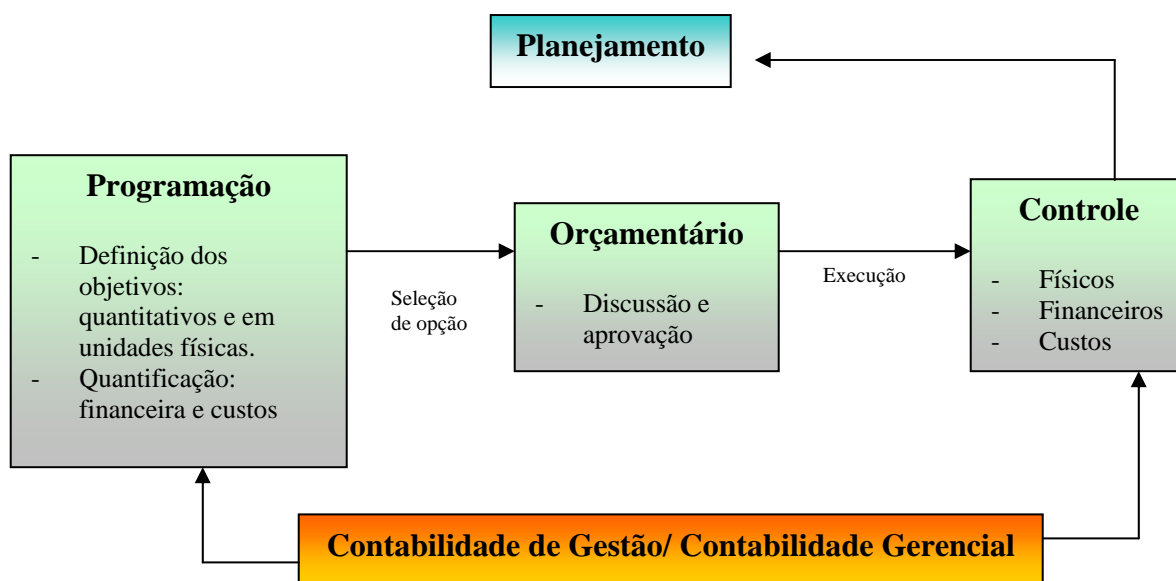 Planejamento
Programação
- Definição dos
objetivos:
quantitativos e em
unidades físicas.
- Quantificação:
financeira e custos
Seleção
de opção
Orçamentário
- Discussão e
aprovação
Execução
Controle
- Físicos
- Financeiros
- Custos
Contabilidade de Gestão/ Contabilidade Gerencial